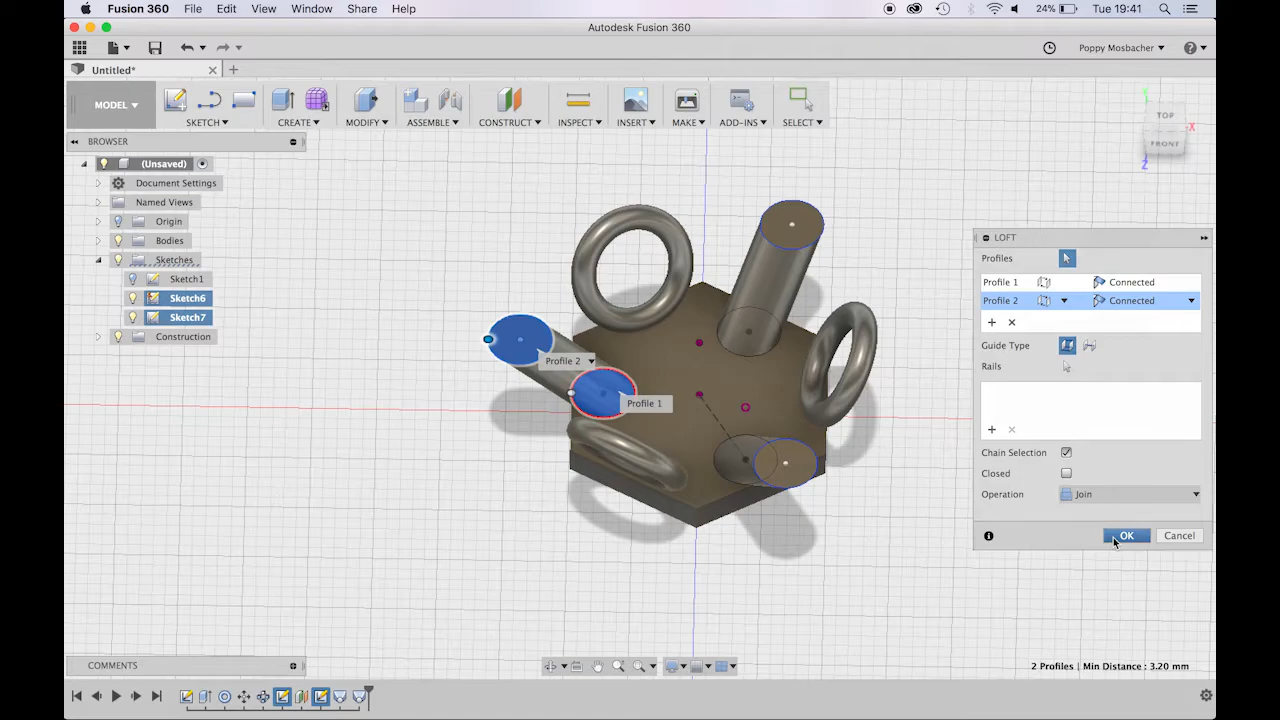 Fusion 360 File Edit View Window Share Help 24% Tue 19:41
Autodesk Fusion 360
Poppy Mosbacher
Untitled*
MODEL SKETCH CREATE MODIFY ASSEMBLE CONSTRUCT INSPECT INSERT MAKE ADD-INS SELECT
BROWSER
(Unsaved)
Document Settings
Named Views
Origin
Bodies
Sketches
Sketch1
Sketch6
Sketch7
Construction
Y
TOP
X
FRONT
Z
Profile 2
Profile 1
LOFT
Profiles
Profile 1 Connected
Profile 2 Connected
Guide Type
Rails
Chain Selection
Closed
Operation Join
OK Cancel
COMMENTS
2 Profiles | Min Distance : 3.20 mm